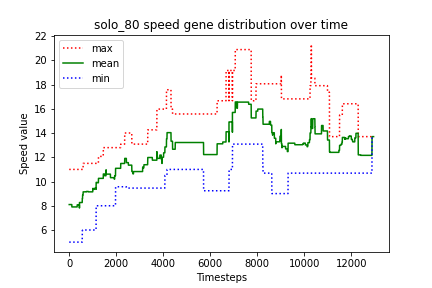 solo_80 speed gene distribution over time
22
20
18
16
14
12
10
8
6
Speed value
max
mean
min
0 2000 4000 6000 8000 10000 12000
Timesteps